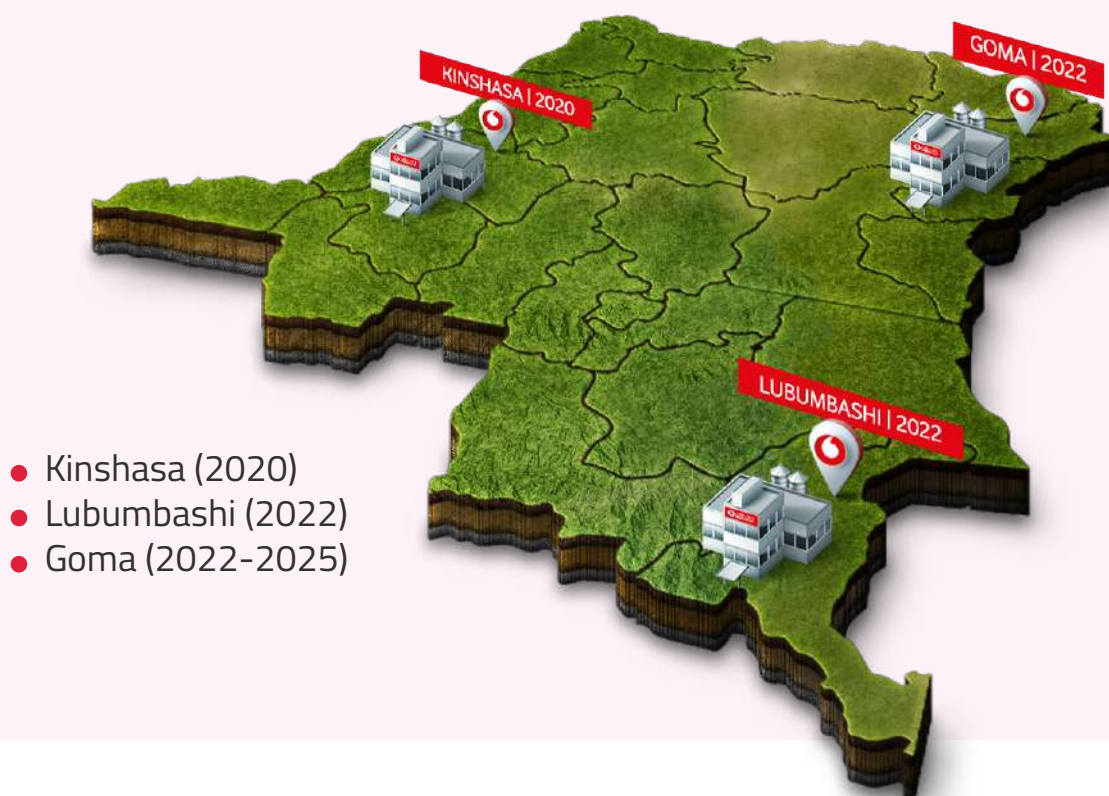 KINSHASA | 2020
GOMA | 2022
LUBUMBASHI | 2022
Kinshasa (2020)
Lubumbashi (2022)
Goma (2022-2025)